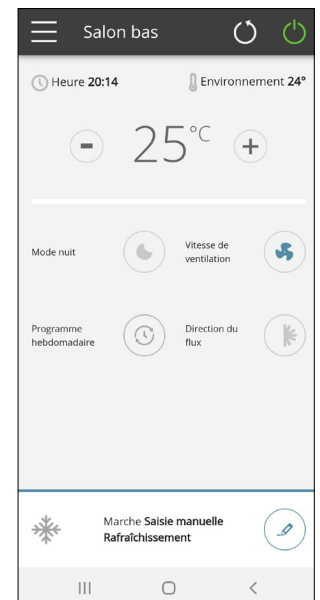 Salon bas
Heure 20:14
Environnement 24°
25°C
Mode nuit
Vitesse de
ventilation
Programme
hebdomadaire
Direction du
flux
Marche Saisie manuelle
Rafraîchissement